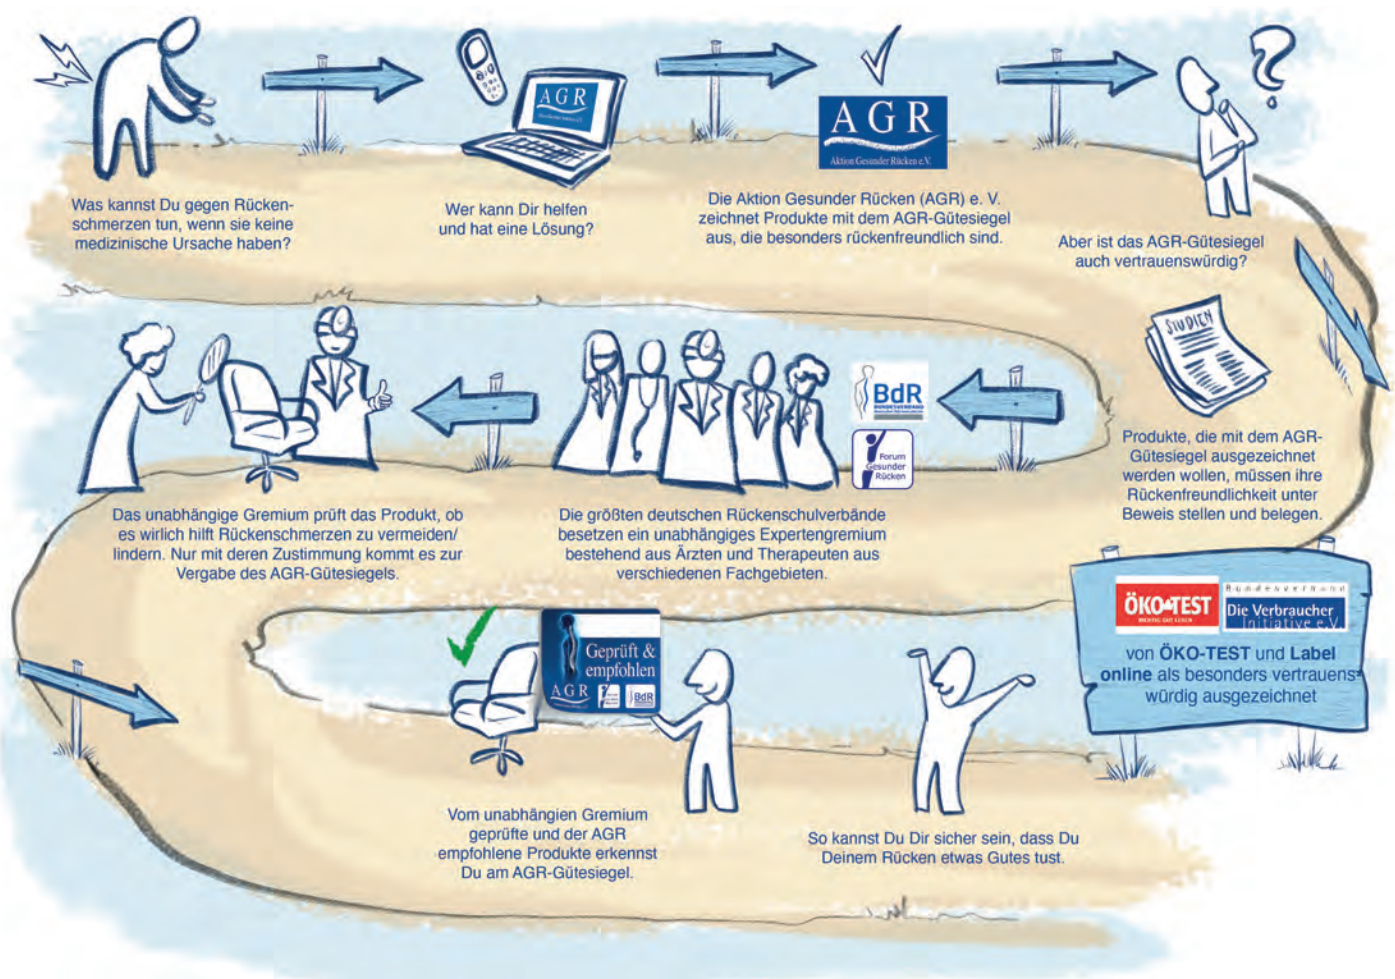 AGR
Was kannst Du gegen Rücken-
schmerzen tun, wenn sie keine
medizinische Ursache haben?
Wer kann Dir helfen
und hat eine Lösung?
AGR
Aktion Gesunder Rücken e.V.
Die Aktion Gesunder Rücken (AGR) e. V.
zeichnet Produkte mit dem AGR-Gütesiegel
aus, die besonders rückenfreundlich sind.
?
Aber ist das AGR-Gütesiegel
auch vertrauenswürdig?
STUDIEN
Produkte, die mit dem AGR-
Gütesiegel ausgezeichnet
werden wollen, müssen ihre
Rückenfreundlichkeit unter
Beweis stellen und belegen.
BdR
BUNDESVERBAND
Forum
Gesunder
Rücken
Die größten deutschen Rückenschulverbände
besetzen ein unabhängiges Expertengremium
bestehend aus Ärzten und Therapeuten aus
verschiedenen Fachgebieten.
Das unabhängige Gremium prüft das Produkt, ob
es wirlich hilft Rückenschmerzen zu vermeiden/
lindern. Nur mit deren Zustimmung kommt es zur
Vergabe des AGR-Gütesiegels.
Geprüft &
empfohlen
AGR
BdR
Vom unabhängien Gremium
geprüfte und der AGR
empfohlene Produkte erkennst
Du am AGR-Gütesiegel.
So kannst Du Dir sicher sein, dass Du
Deinem Rücken etwas Gutes tust.
ÖKO-TEST
RICHTIG GUT LEBEN
Bundesverband
Die Verbraucher
Initiative e.V.
von ÖKO-TEST und Label
online als besonders vertrauens-
würdig ausgezeichnet